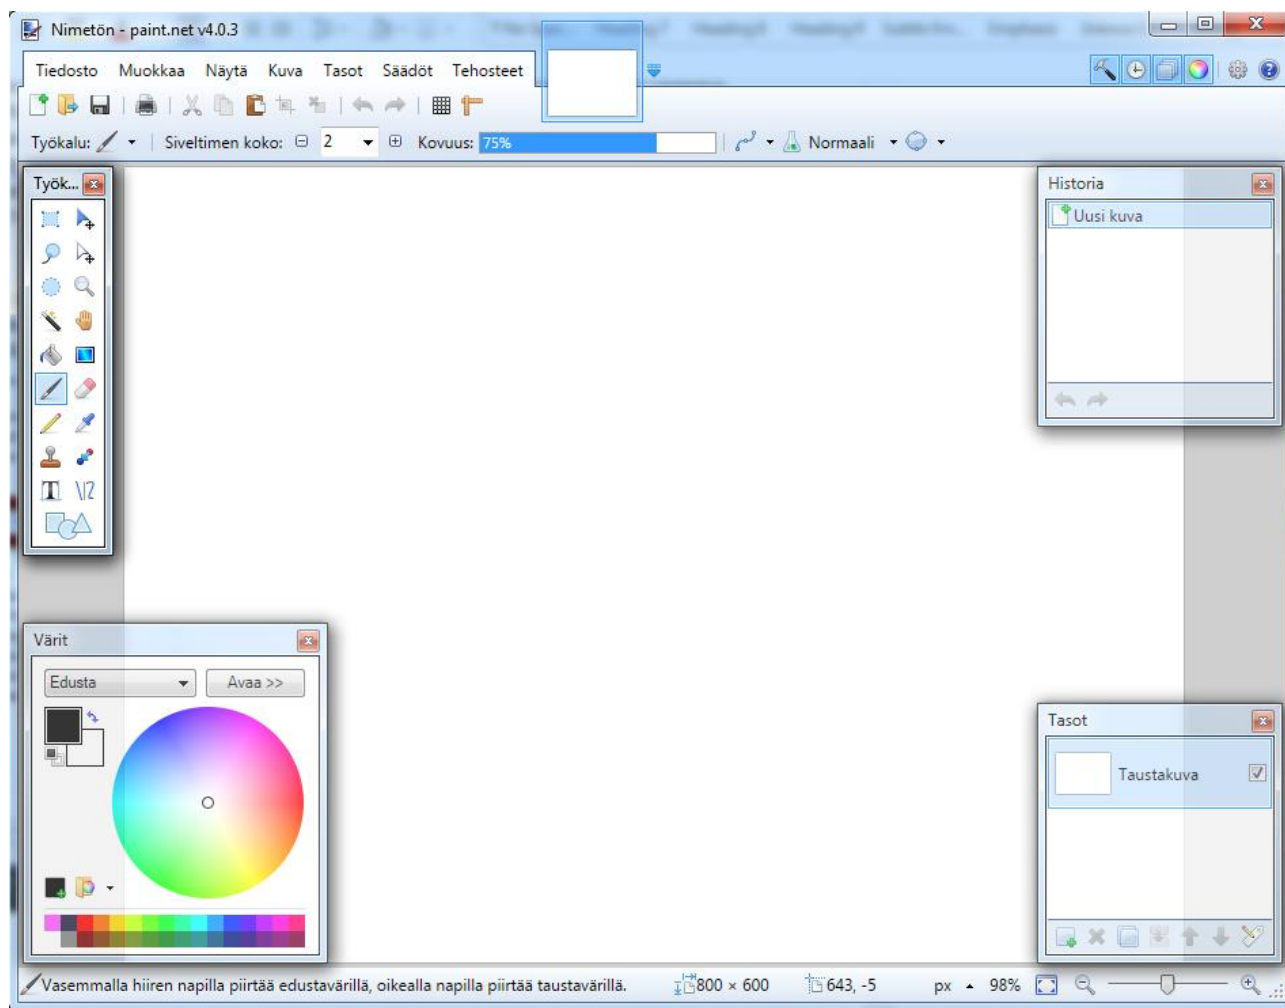 Nimetön - paint.net v4.0.3
Tiedosto Muokkaa Näytä Kuva Tasot Säädöt Tehosteet
Työkalu: Siveltimen koko: 2 Kovuus: 75% Normaali
Työk...
Historia
Uusi kuva
Värit
Edusta Avaa >>
Tasot
Taustakuva
Vasemmalla hiiren napilla piirtää edustavärillä, oikealla napilla piirtää taustavärillä. 800 × 600 643, -5 px 98%